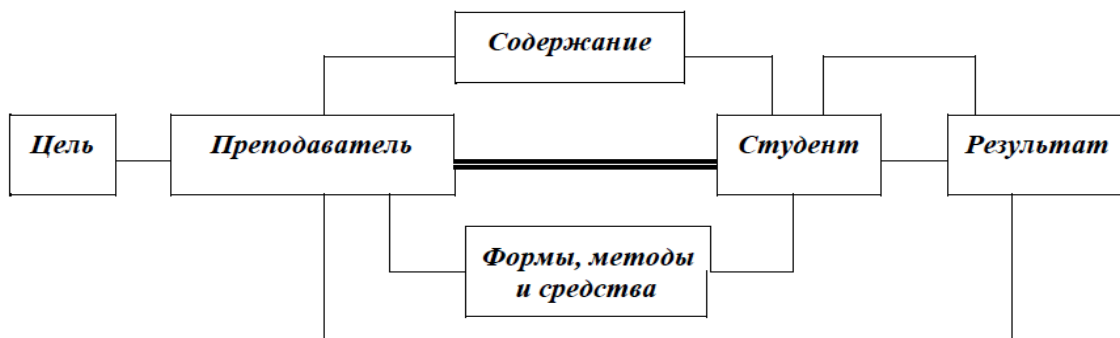 Содержание
Цель
Преподаватель
Студент
Результат
Формы, методы
и средства